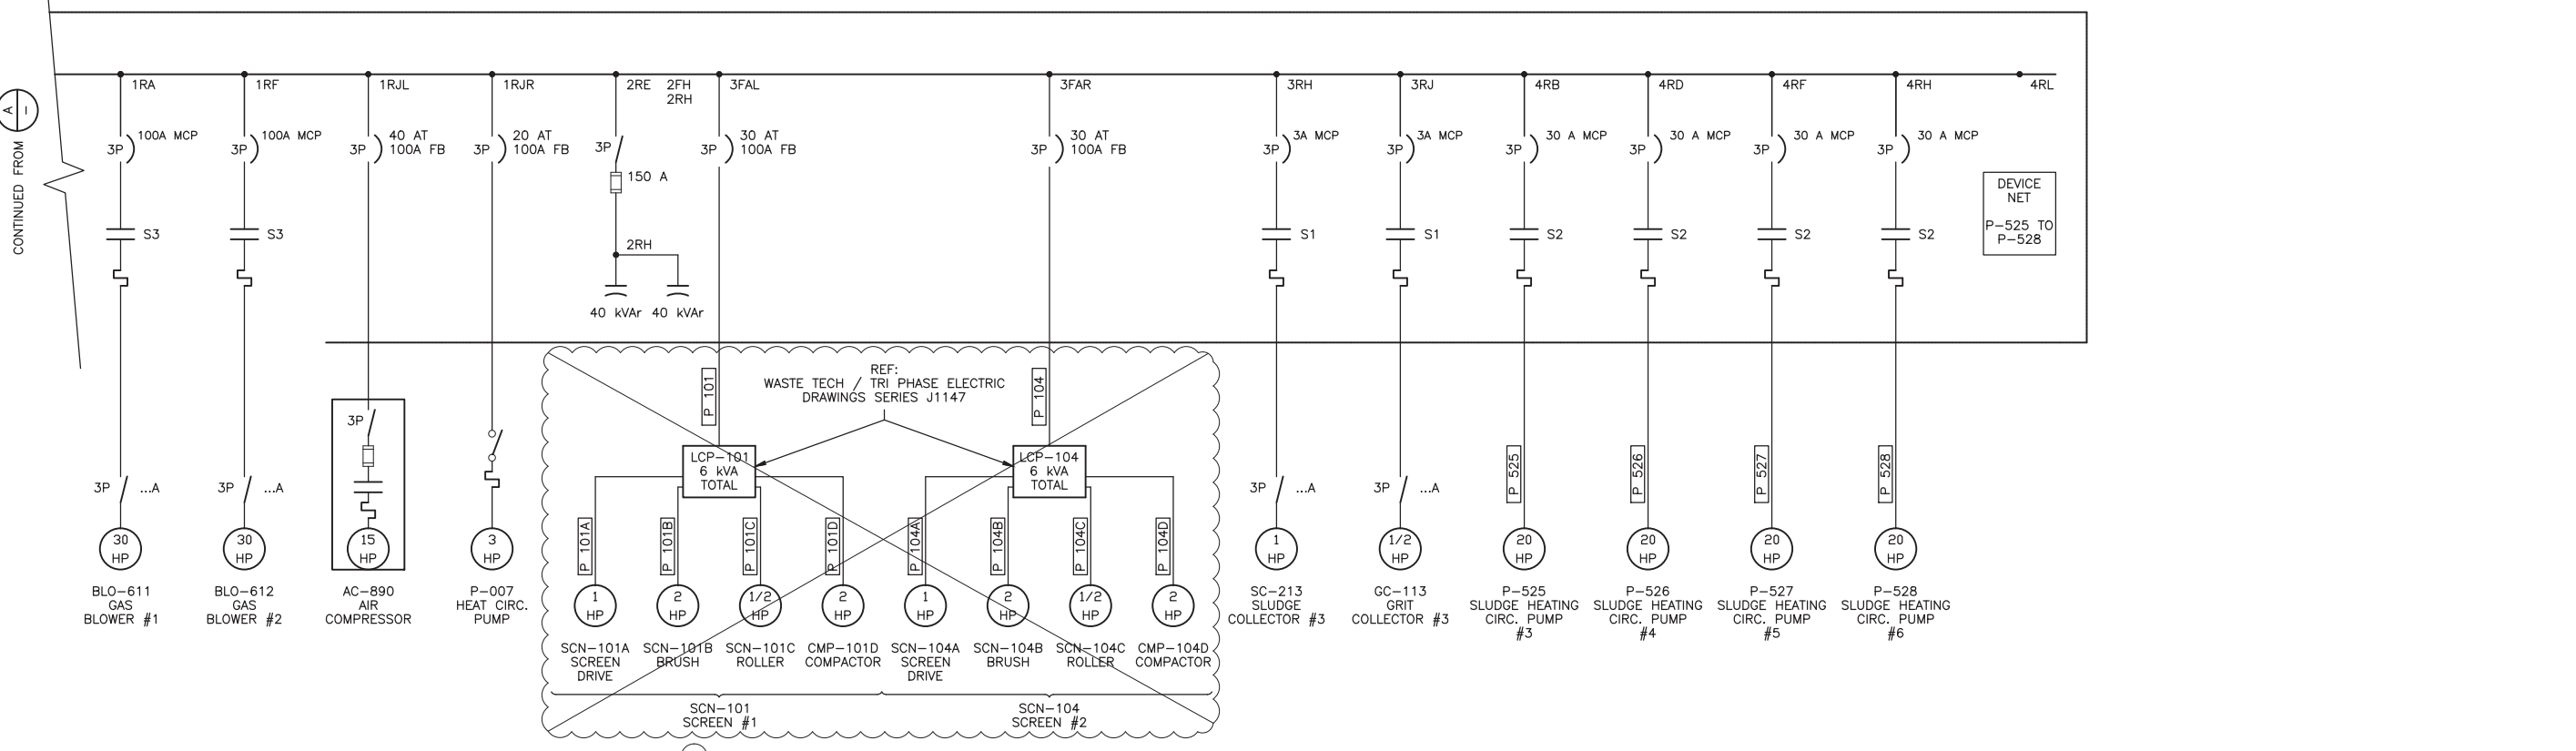 A
—
CONTINUED FROM
1RA
100A MCP
3P
S3
3P ...A
30
HP
BLO-611
GAS
BLOWER #1
1RF
100A MCP
3P
S3
3P ...A
30
HP
BLO-612
GAS
BLOWER #2
1RJL
40 AT
3P 100A FB
3P
15
HP
AC-890
AIR
COMPRESSOR
1RJR
20 AT
3P 100A FB
3
HP
P-007
HEAT CIRC.
PUMP
2RE 2FH
2RH
3P
150 A
2RH
40 kVAr 40 kVAr
3FAL
30 AT
3P 100A FB
P 101
3FAR
30 AT
3P 100A FB
P 104
REF:
WASTE TECH / TRI PHASE ELECTRIC
DRAWINGS SERIES J1147
LCP-101
6 kVA
TOTAL
LCP-104
6 kVA
TOTAL
P 101A
1
HP
SCN-101A
SCREEN
DRIVE
P 101B
2
HP
SCN-101B
BRUSH
P 101C
1/2
HP
SCN-101C
ROLLER
P 101D
2
HP
CMP-101D
COMPACTOR
P 104A
1
HP
SCN-104A
SCREEN
DRIVE
P 104B
2
HP
SCN-104B
BRUSH
P 104C
1/2
HP
SCN-104C
ROLLER
P 104D
2
HP
CMP-104D
COMPACTOR
SCN-101
SCREEN #1
SCN-104
SCREEN #2
3RH
3A MCP
3P
S1
3P ...A
1
HP
SC-213
SLUDGE
COLLECTOR #3
3RJ
3A MCP
3P
S1
3P ...A
1/2
HP
GC-113
GRIT
COLLECTOR #3
4RB
30 A MCP
3P
S2
P 525
20
HP
P-525
SLUDGE HEATING
CIRC. PUMP
#3
4RD
30 A MCP
3P
S2
P 526
20
HP
P-526
SLUDGE HEATING
CIRC. PUMP
#4
4RF
30 A MCP
3P
S2
P 527
20
HP
P-527
SLUDGE HEATING
CIRC. PUMP
#5
4RH
30 A MCP
3P
S2
P 528
20
HP
P-528
SLUDGE HEATING
CIRC. PUMP
#6
4RL
DEVICE
NET
P-525 TO
P-528